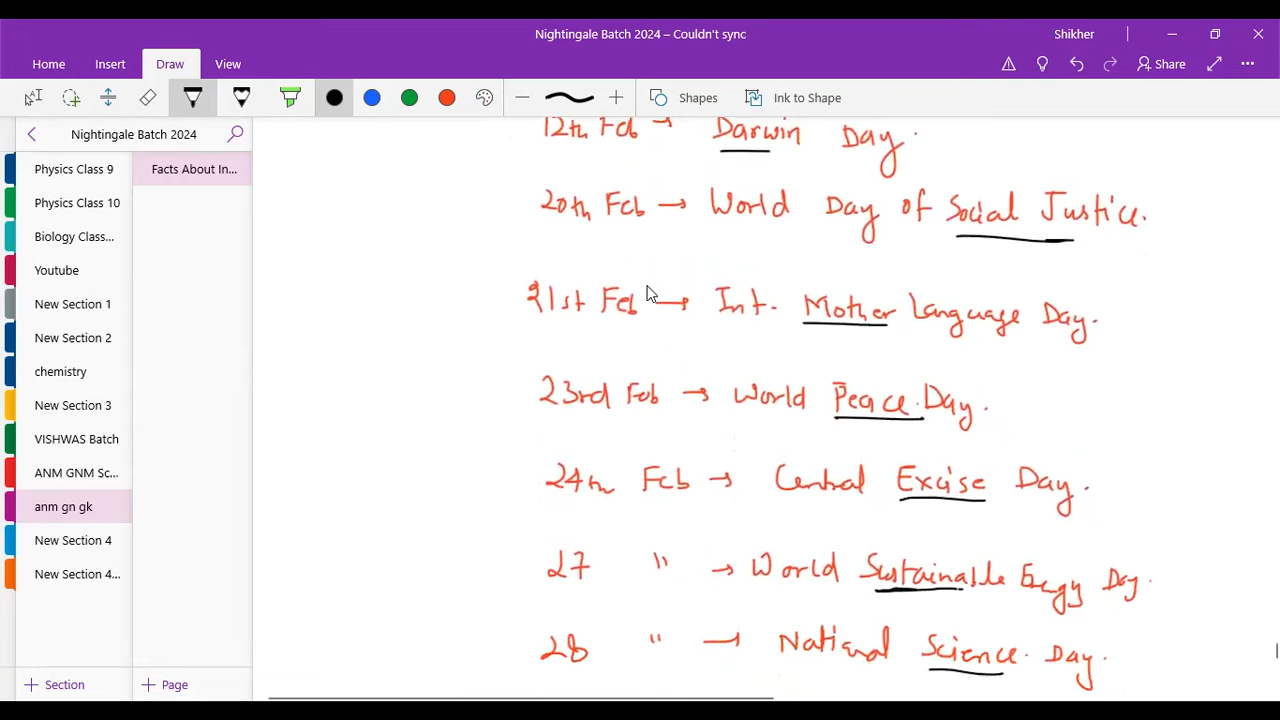 Nightingale Batch 2024 – Couldn't sync
Shikher
Home Insert Draw View
Share
Shapes
Ink to Shape
Nightingale Batch 2024
Physics Class 9
Physics Class 10
Biology Class...
Youtube
New Section 1
New Section 2
chemistry
New Section 3
VISHWAS Batch
ANM GNM Sc...
anm gn gk
New Section 4
New Section 4...
Section
Page
Facts About In...
12th Feb → Darwin Day.
20th Feb → World Day of Social Justice.
21st Feb → Int. Mother Language Day.
23rd Feb → World Peace Day.
24th Feb → Central Excise Day.
27 " → World Sustainable Energy Day.
28 " → National Science Day.